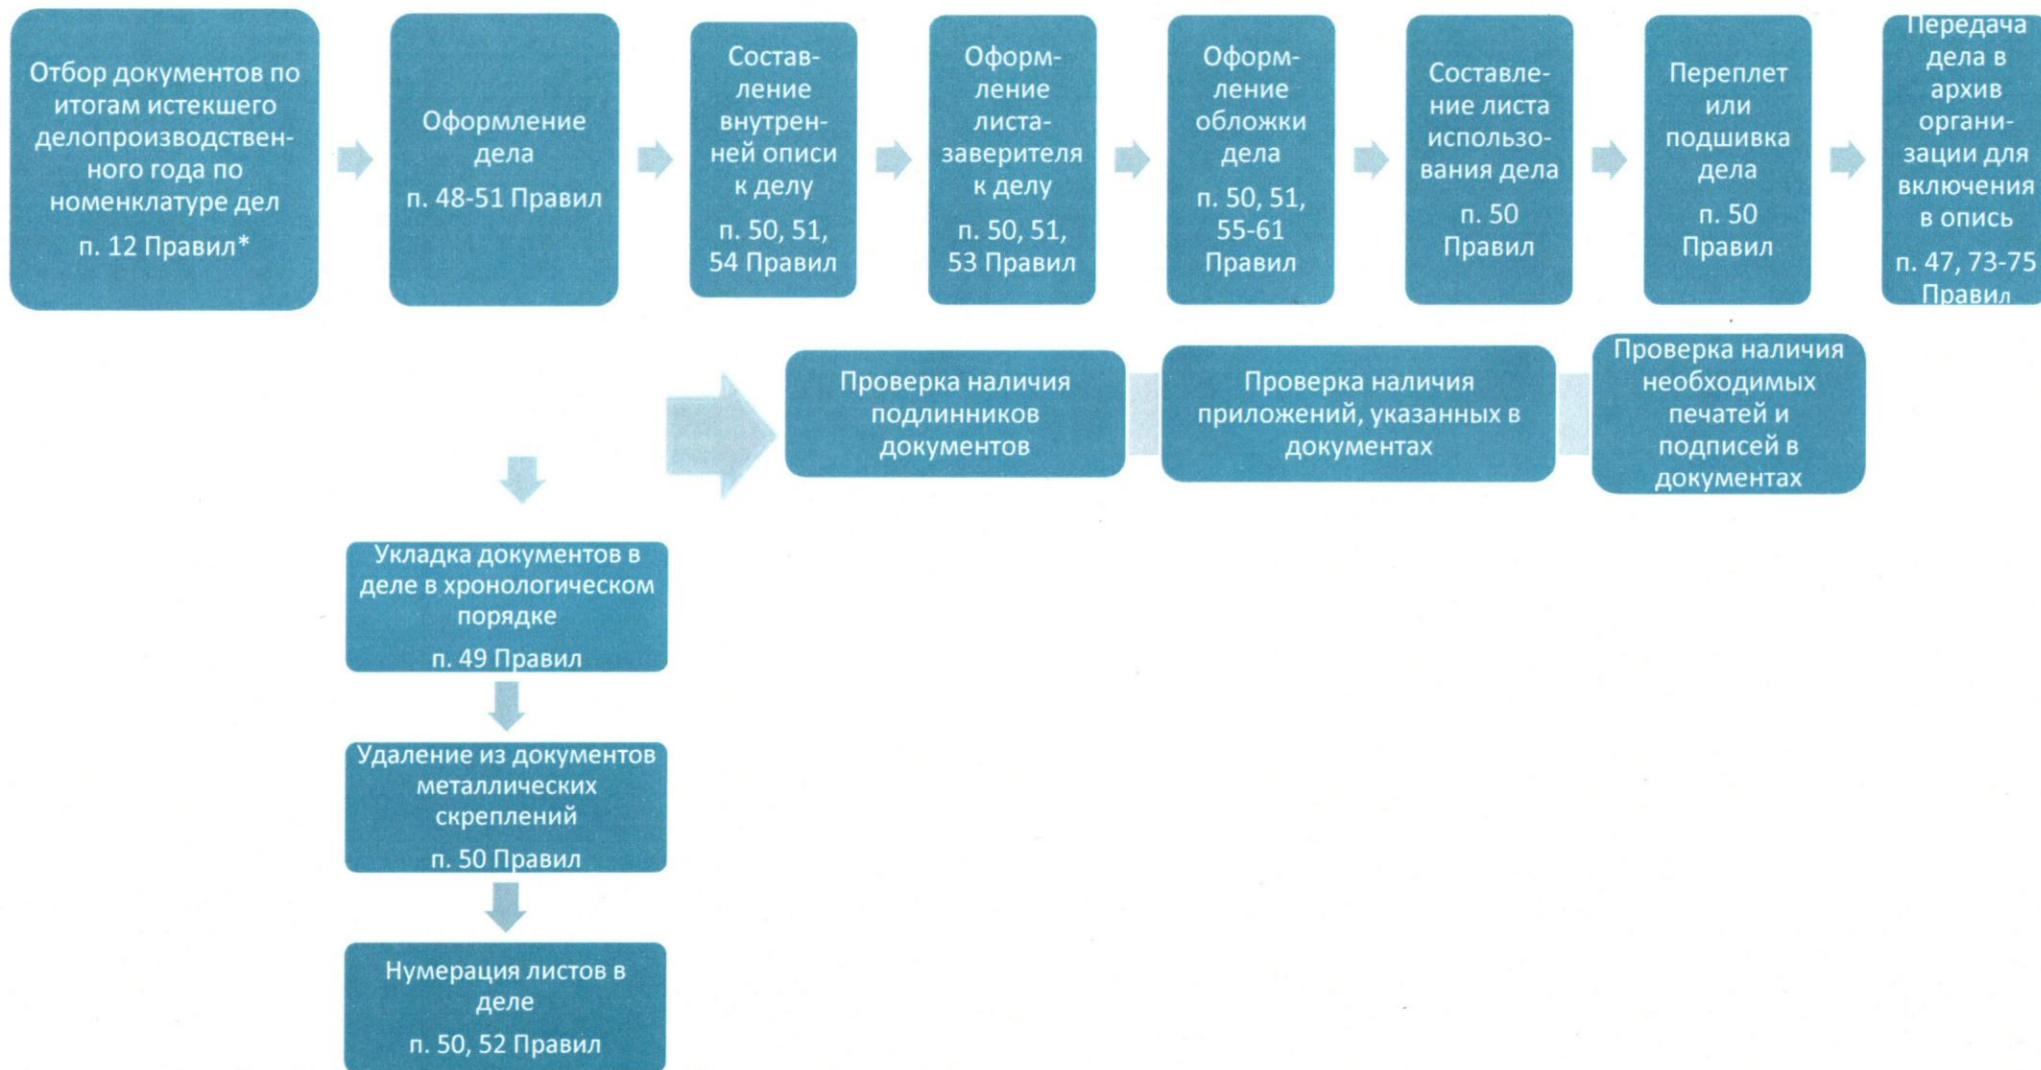 Отбор документов по
итогам истекшего
делопроизводствен-
ного года по
номенклатуре дел
п. 12 Правил*
Оформление
дела
п. 48-51 Правил
Состав-
ление
внутрен-
ней описи
к делу
п. 50, 51,
54 Правил
Оформ-
ление
листа-
заверителя
к делу
п. 50, 51,
53 Правил
Оформ-
ление
обложки
дела
п. 50, 51,
55-61
Правил
Составле-
ние листа
использо-
вания дела
п. 50
Правил
Переплет
или
подшивка
дела
п. 50
Правил
Передача
дела в
архив
органи-
зации для
включения
в опись
п. 47, 73-75
Правил
Проверка наличия
подлинников
документов
Проверка наличия
приложений, указанных в
документах
Проверка наличия
необходимых
печатей и
подписей в
документах
Укладка документов в
деле в хронологическом
порядке
п. 49 Правил
Удаление из документов
металлических
скреплений
п. 50 Правил
Нумерация листов в
деле
п. 50, 52 Правил